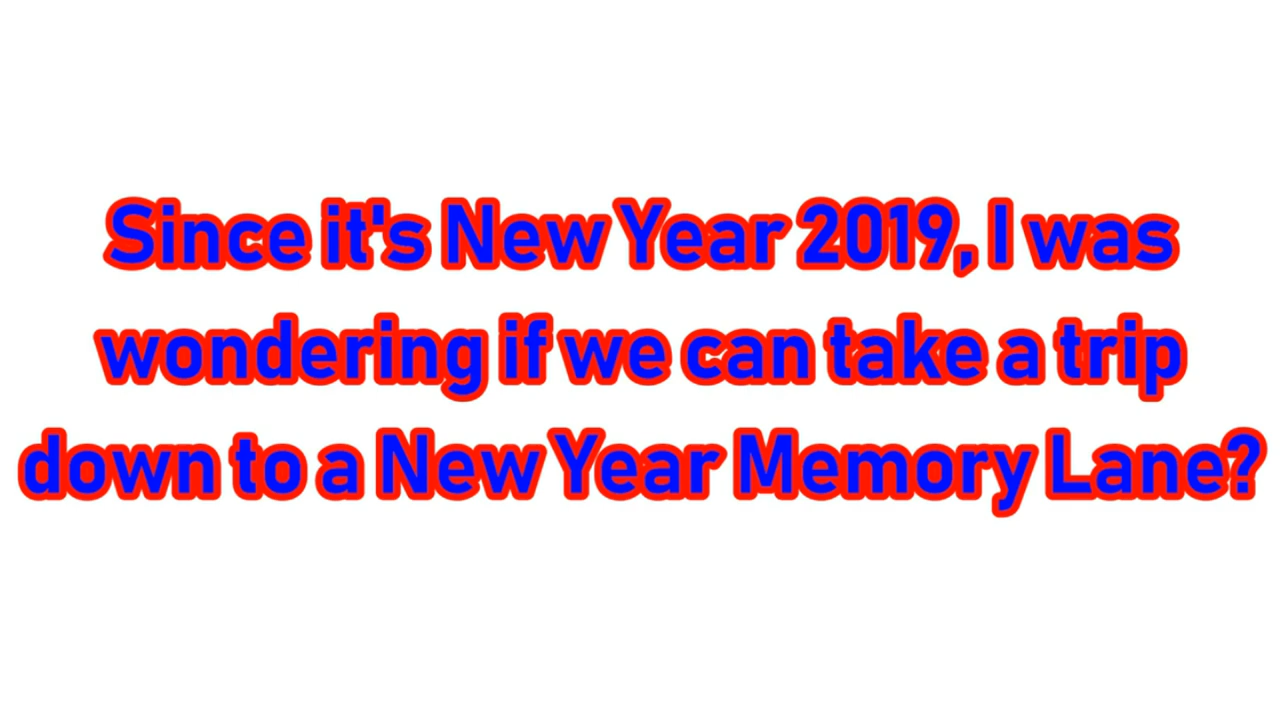 Since it's New Year 2019, I was
wondering if we can take a trip
down to a New Year Memory Lane?